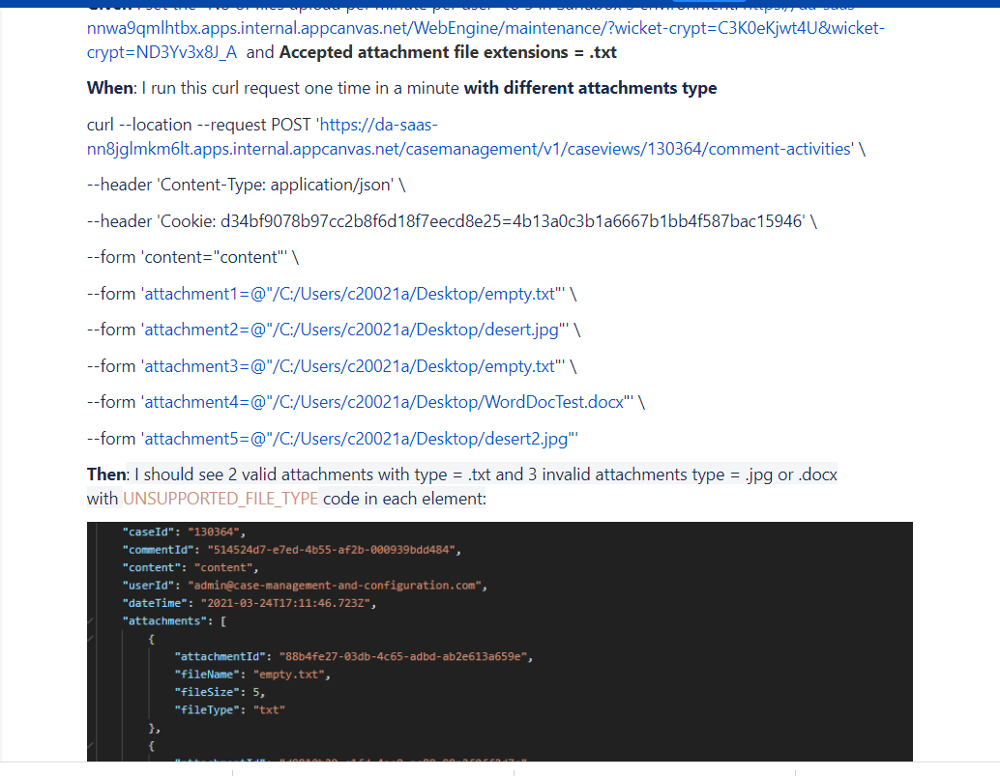 Given: I set the "No of files upload per minute per user" to 5 in Sandbox 3 environment: https://da-saas-
nnwa9qmlhtbx.apps.internal.appcanvas.net/WebEngine/maintenance/?wicket-crypt=C3K0eKjwt4U&wicket-
crypt=ND3Yv3x8J_A and Accepted attachment file extensions = .txt
When: I run this curl request one time in a minute with different attachments type
curl --location --request POST 'https://da-saas-
nn8jglmkm6lt.apps.internal.appcanvas.net/casemanagement/v1/caseviews/130364/comment-activities' \
--header 'Content-Type: application/json' \
--header 'Cookie: d34bf9078b97cc2b8f6d18f7eecd8e25=4b13a0c3b1a6667b1bb4f587bac15946' \
--form 'content="content"' \
--form 'attachment1=@"/C:/Users/c20021a/Desktop/empty.txt"' \
--form 'attachment2=@"/C:/Users/c20021a/Desktop/desert.jpg"' \
--form 'attachment3=@"/C:/Users/c20021a/Desktop/empty.txt"' \
--form 'attachment4=@"/C:/Users/c20021a/Desktop/WordDocTest.docx"' \
--form 'attachment5=@"/C:/Users/c20021a/Desktop/desert2.jpg"'
Then: I should see 2 valid attachments with type = .txt and 3 invalid attachments type = .jpg or .docx
with UNSUPPORTED_FILE_TYPE code in each element:
"caseId": "130364",
"commentId": "514524d7-e7ed-4b55-af2b-000939bdd484",
"content": "content",
"userId": "admin@case-management-and-configuration.com",
"dateTime": "2021-03-24T17:11:46.723Z",
"attachments": [
{
"attachmentId": "88b4fe27-03db-4c65-adbd-ab2e613a659e",
"fileName": "empty.txt",
"fileSize": 5,
"fileType": "txt"
},
{